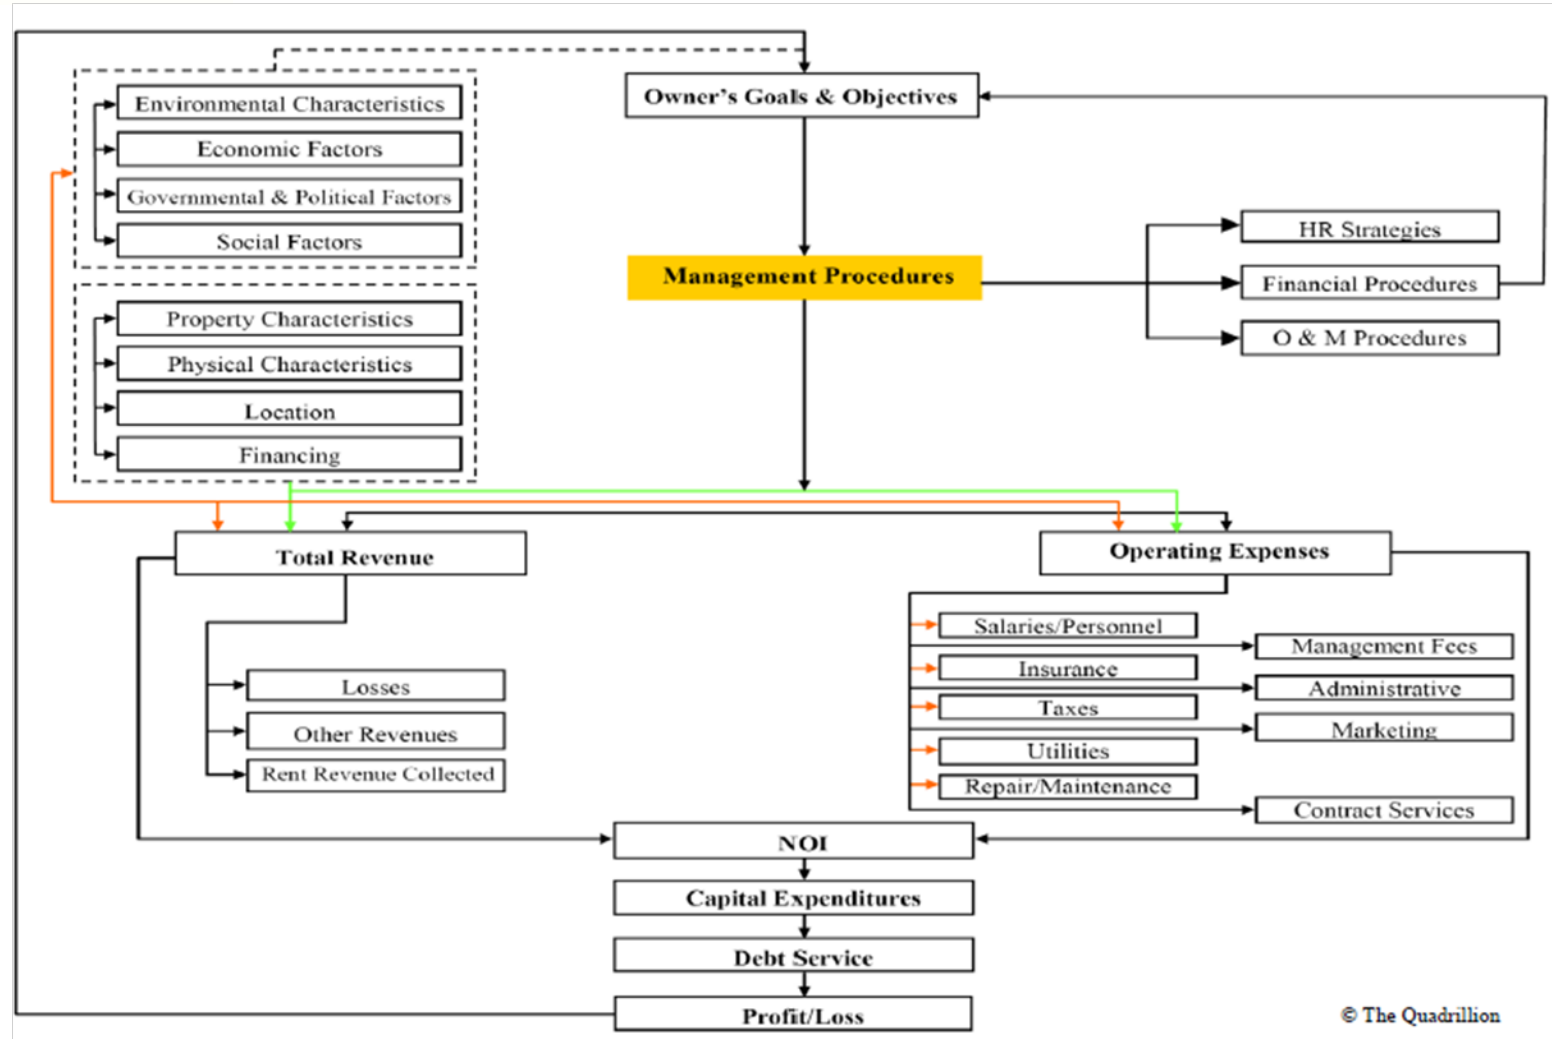 Owner's Goals & Objectives
Environmental Characteristics
Economic Factors
Governmental & Political Factors
Social Factors
Management Procedures
HR Strategies
Financial Procedures
O & M Procedures
Property Characteristics
Physical Characteristics
Location
Financing
Total Revenue
Losses
Other Revenues
Rent Revenue Collected
Operating Expenses
Salaries/Personnel
Management Fees
Insurance
Administrative
Taxes
Marketing
Utilities
Repair/Maintenance
Contract Services
NOI
Capital Expenditures
Debt Service
Profit/Loss
© The Quadrillion